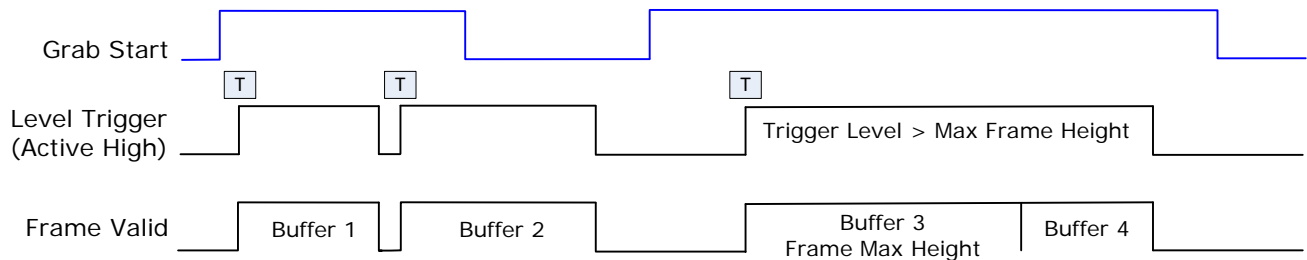 Grab Start
T
T
T
Level Trigger
(Active High)
Trigger Level > Max Frame Height
Frame Valid
Buffer 1
Buffer 2
Buffer 3
Frame Max Height
Buffer 4